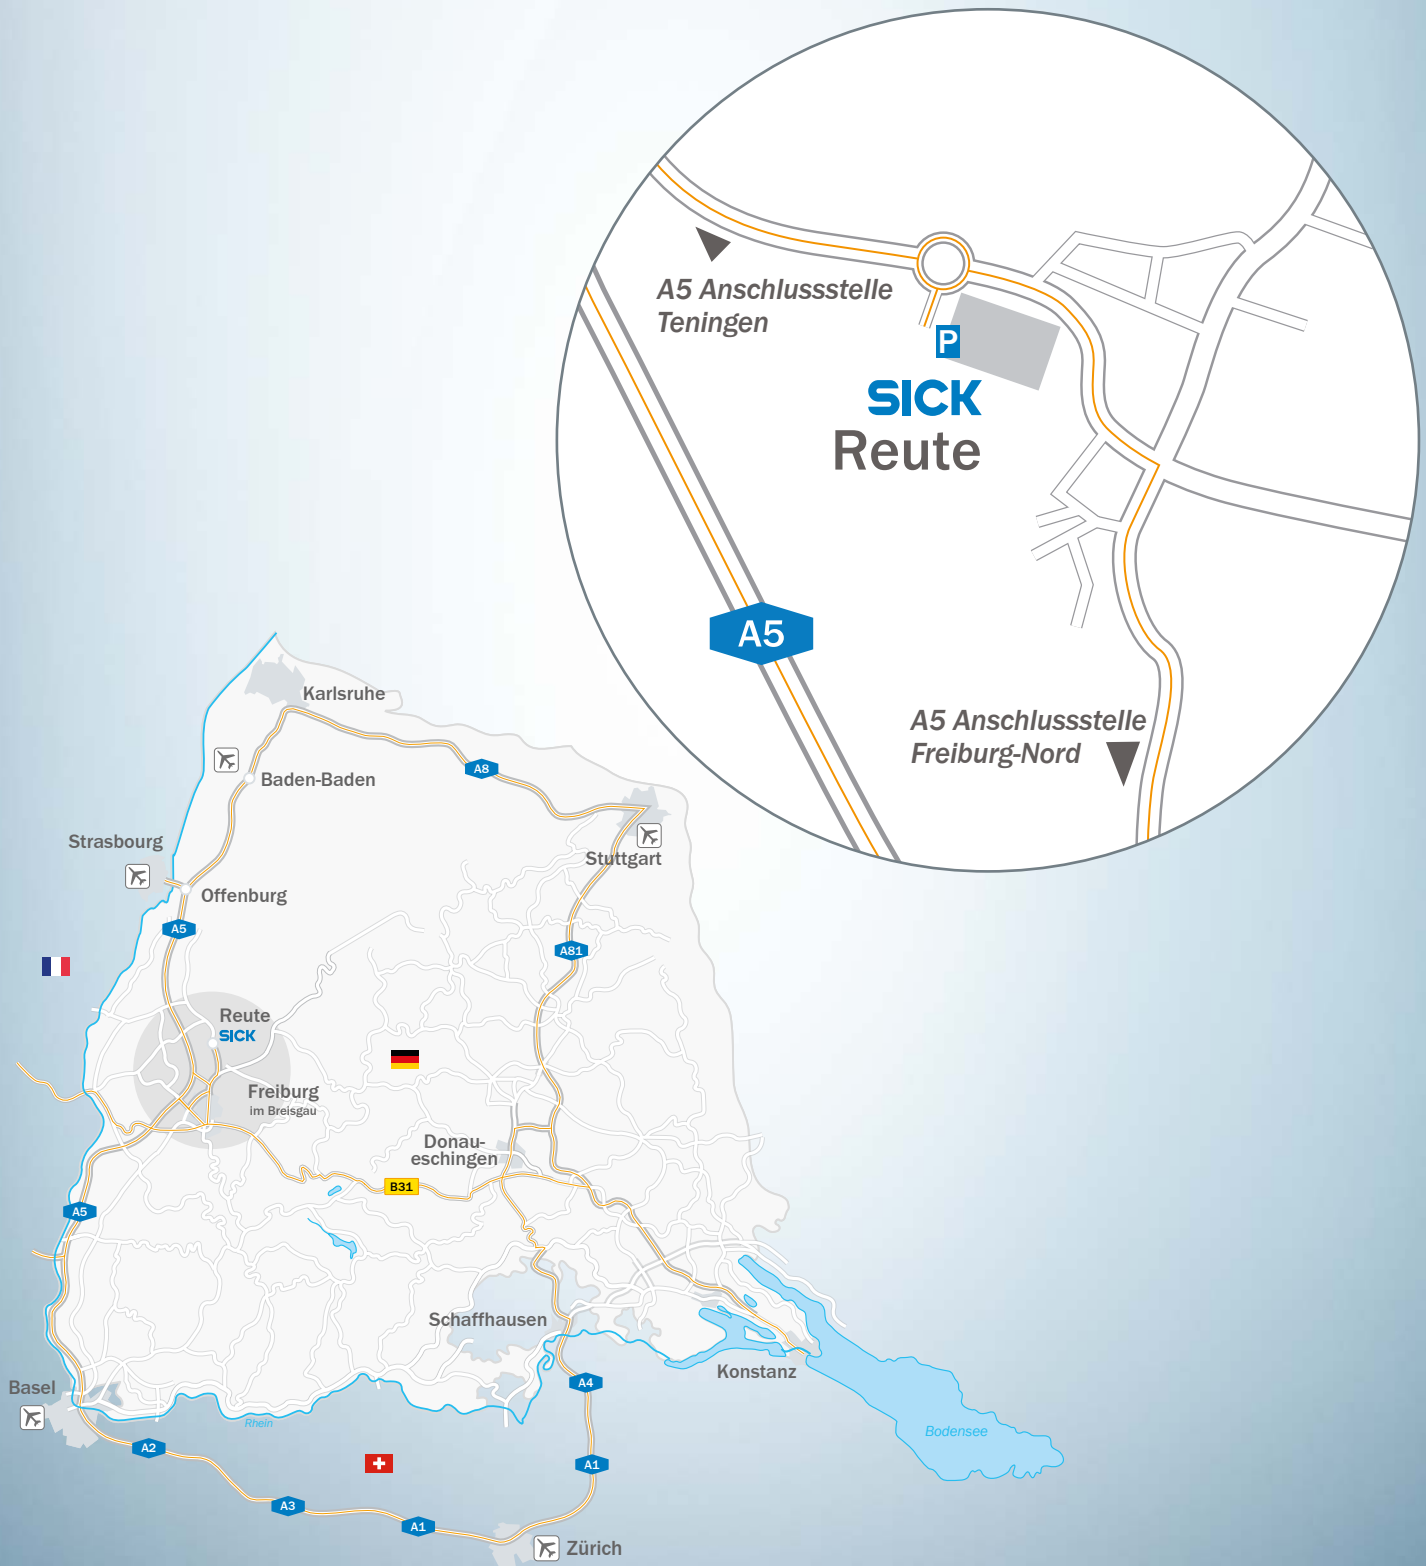 A5 Anschlussstelle
Teningen
P
SICK
Reute
A5
A5 Anschlussstelle
Freiburg-Nord
Karlsruhe
Baden-Baden
A8
Strasbourg
Stuttgart
Offenburg
A5
A81
Reute
SICK
Freiburg
im Breisgau
Donau-
eschingen
B31
A5
Schaffhausen
Konstanz
Basel
A4
Rhein
Bodensee
A2
A1
A3
A1
Zürich